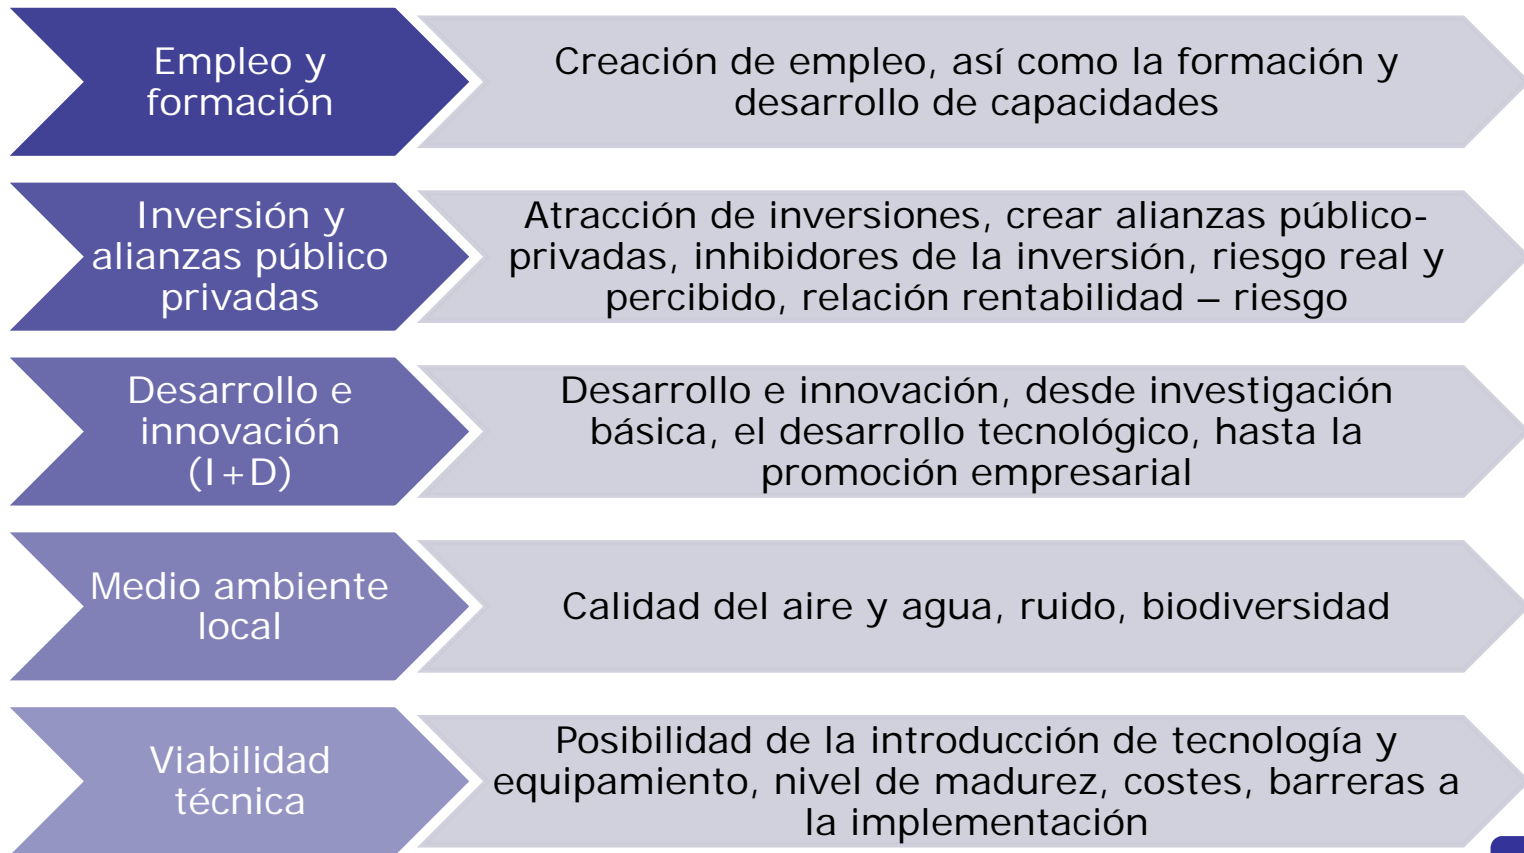 Empleo y
formación
Creación de empleo, así como la formación y
desarrollo de capacidades
Inversión y
alianzas público
privadas
Atracción de inversiones, crear alianzas público-
privadas, inhibidores de la inversión, riesgo real y
percibido, relación rentabilidad – riesgo
Desarrollo e
innovación
(I+D)
Desarrollo e innovación, desde investigación
básica, el desarrollo tecnológico, hasta la
promoción empresarial
Medio ambiente
local
Calidad del aire y agua, ruido, biodiversidad
Viabilidad
técnica
Posibilidad de la introducción de tecnología y
equipamiento, nivel de madurez, costes, barreras a
la implementación